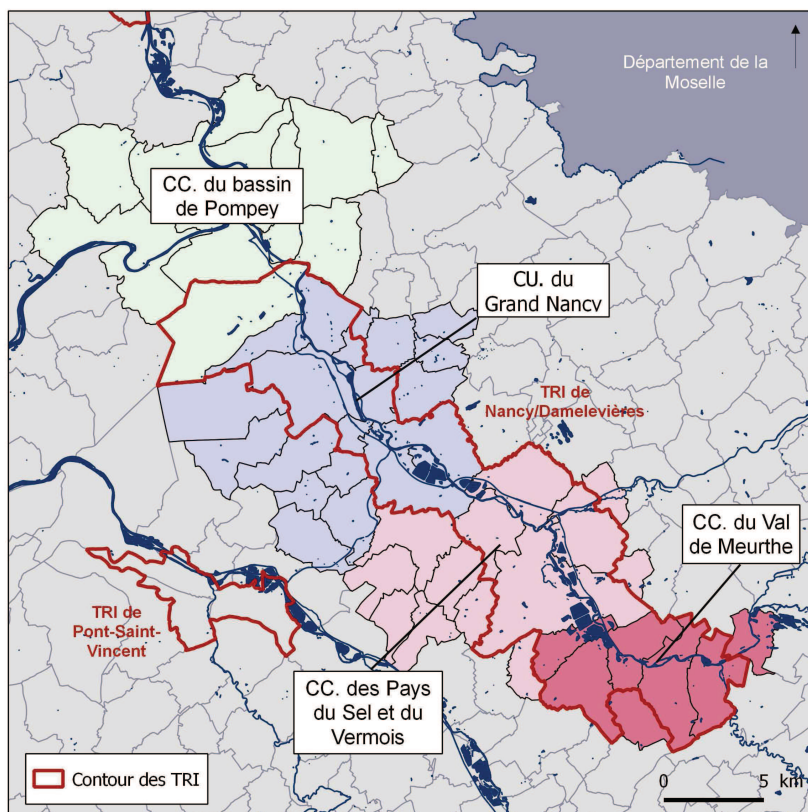 Département de la
Moselle
CC. du bassin
de Pompey
CU. du
Grand Nancv
TRI de
Nancy/Damelevières
CC. du Val
de Meurthe
TRI de
Pont-Saint-
Vincent
CC. des Pays
du Sel et du
Vermois
Contour des TRI
0 5 km